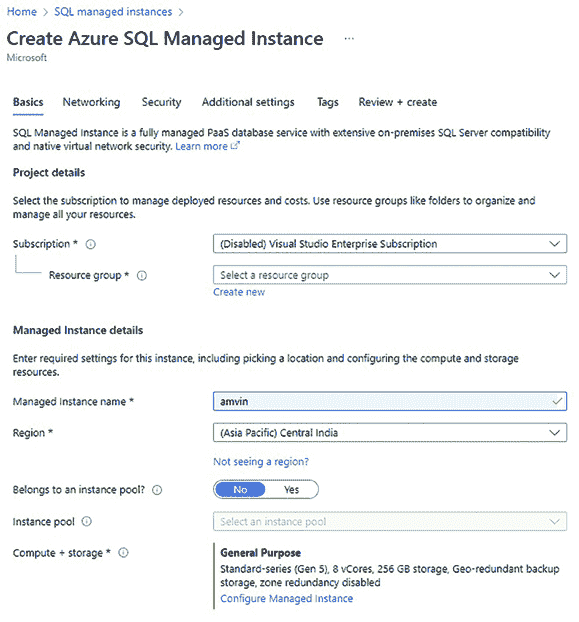 Home > SQL managed instances >
Create Azure SQL Managed Instance ...
Microsoft
Basics Networking Security Additional settings Tags Review + create
SQL Managed Instance is a fully managed PaaS database service with extensive on-premises SQL Server compatibility
and native virtual network security. Learn more
Project details
Select the subscription to manage deployed resources and costs. Use resource groups like folders to organize and
manage all your resources.
Subscription * (Disabled) Visual Studio Enterprise Subscription
Resource group * Select a resource group
Create new
Managed Instance details
Enter required settings for this instance, including picking a location and configuring the compute and storage
resources.
Managed Instance name * amvin
Region * (Asia Pacific) Central India
Not seeing a region?
Belongs to an instance pool? No Yes
Instance pool Select an instance pool
Compute + storage * General Purpose
Standard-series (Gen 5), 8 vCores, 256 GB storage, Geo-redundant backup
storage, zone redundancy disabled
Configure Managed Instance